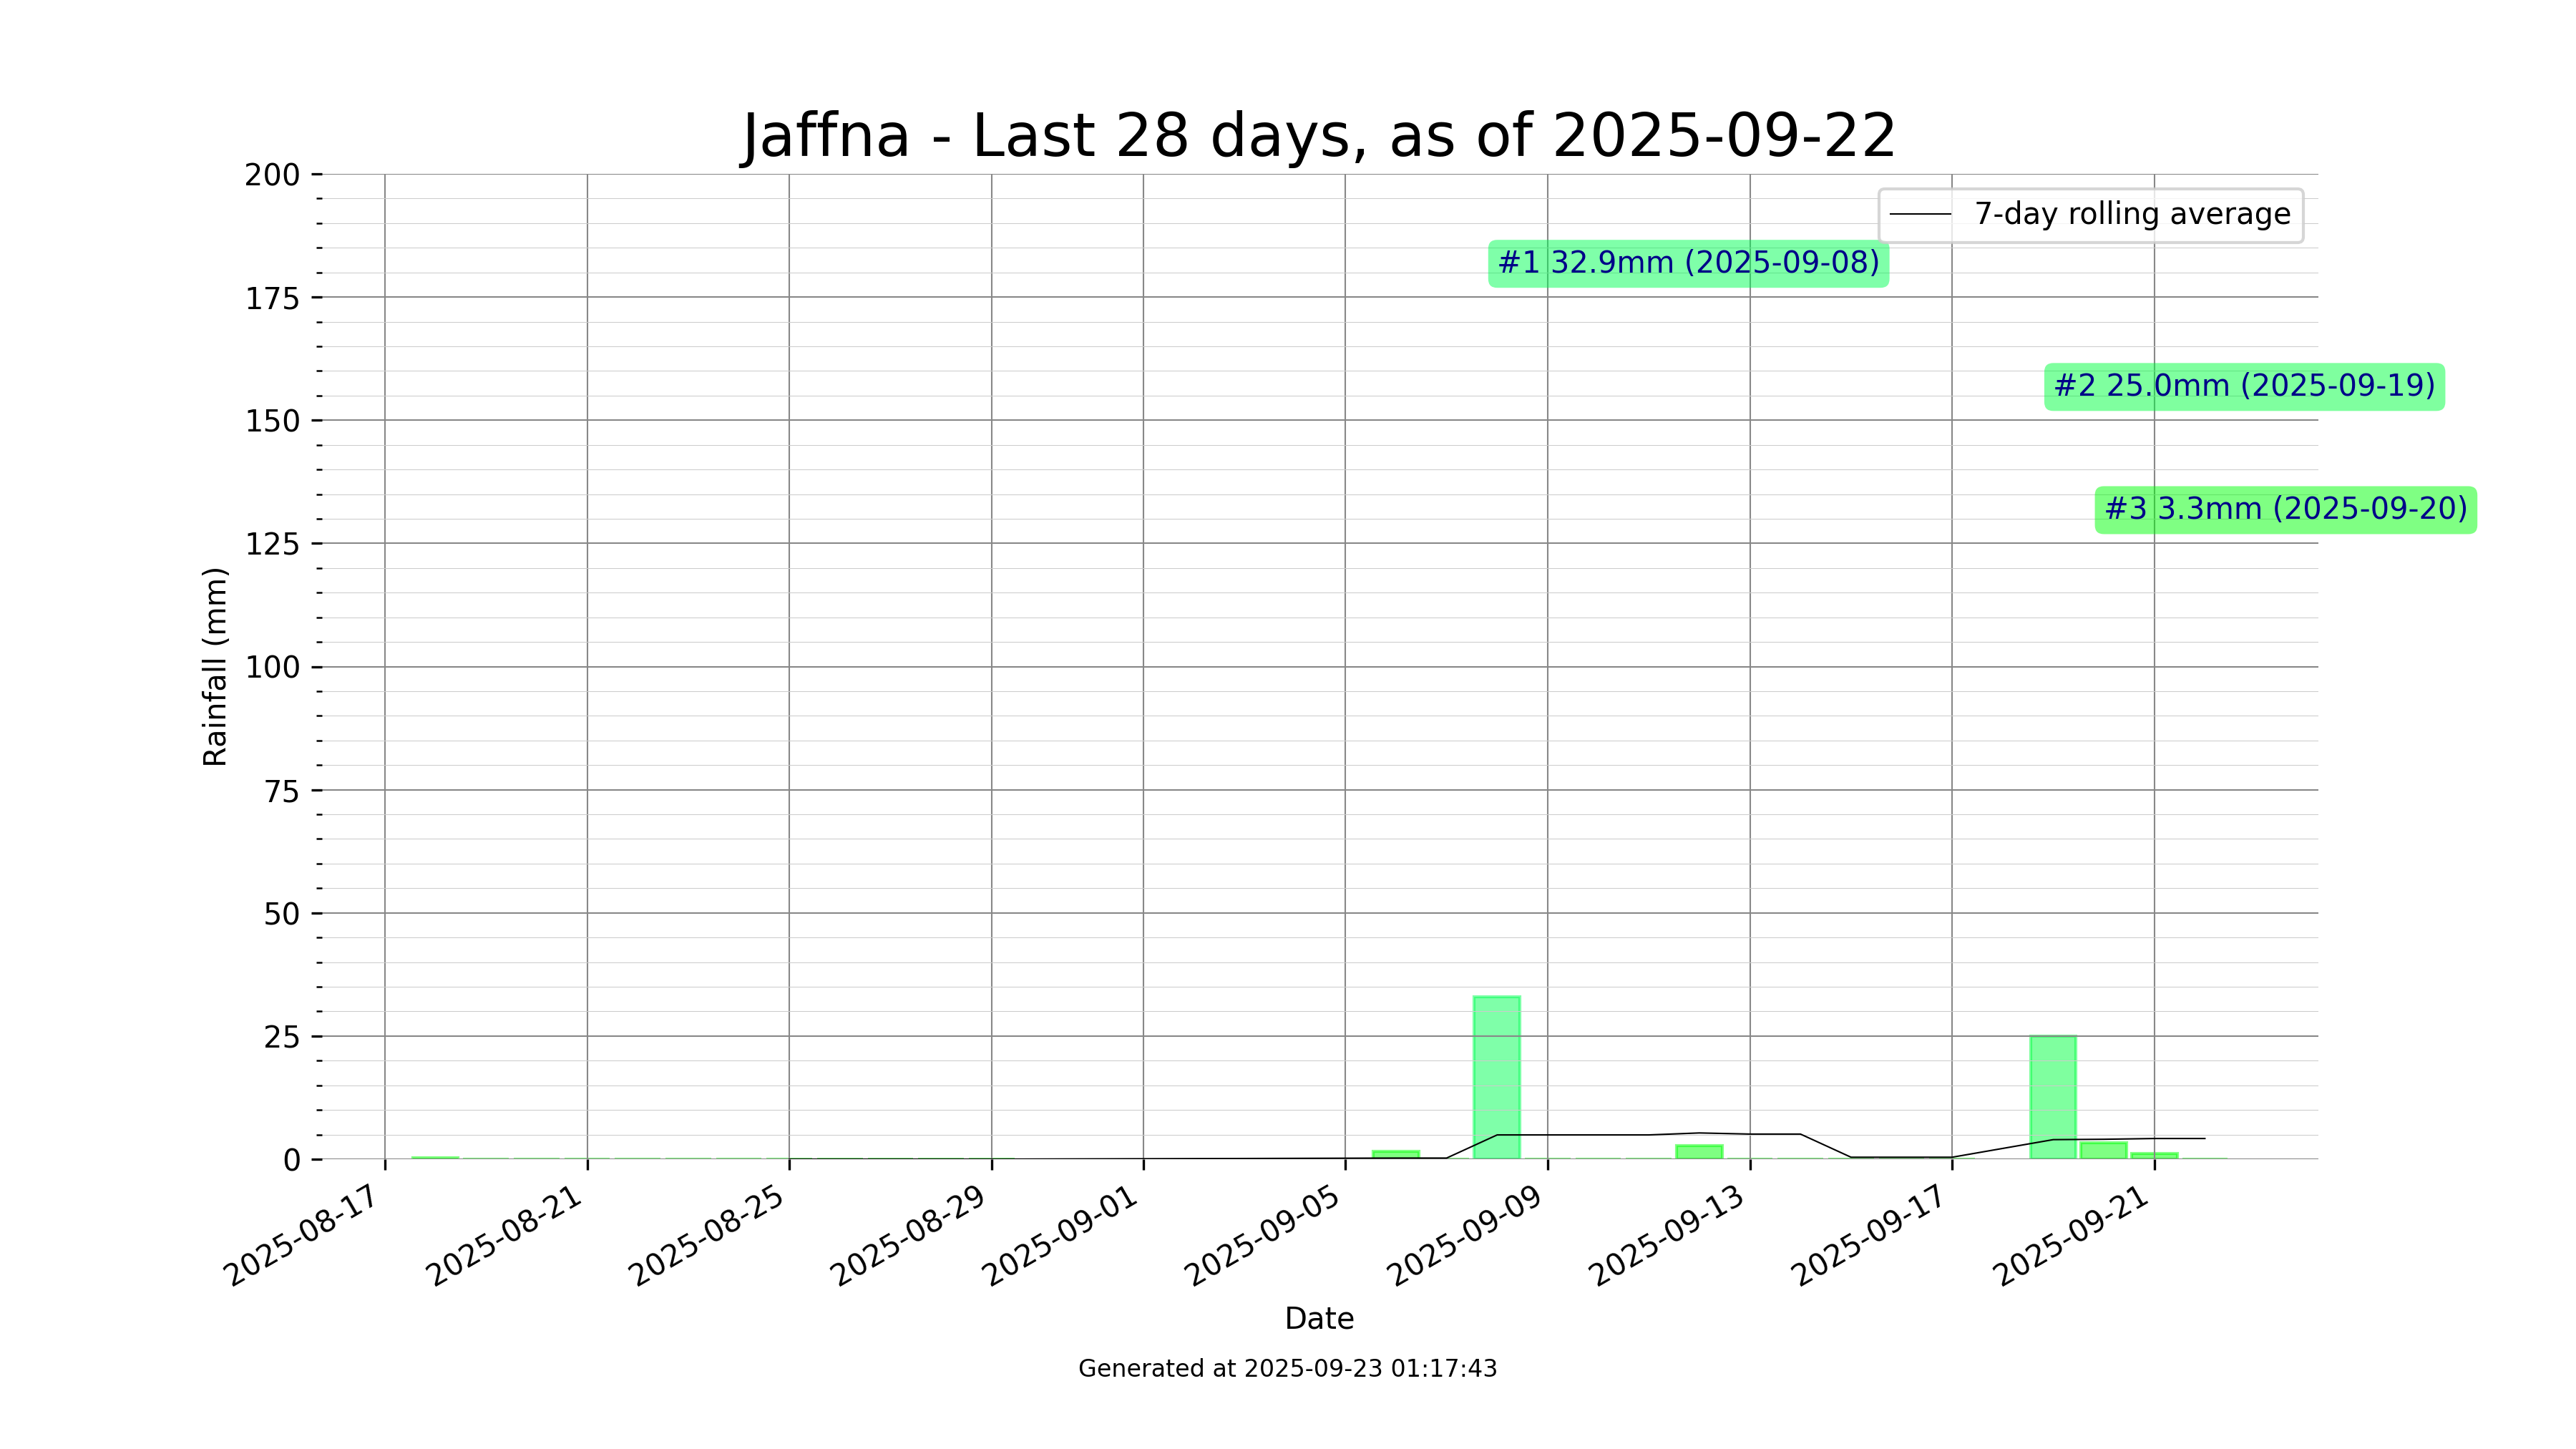 Jaffna - Last 28 days, as of 2025-09-22
7-day rolling average
#1 32.9mm (2025-09-08)
#2 25.0mm (2025-09-19)
#3 3.3mm (2025-09-20)
Rainfall (mm)
200
175
150
125
100
75
50
25
0
2025-08-17
2025-08-21
2025-08-25
2025-08-29
2025-09-01
2025-09-05
2025-09-09
2025-09-13
2025-09-17
2025-09-21
Date
Generated at 2025-09-23 01:17:43